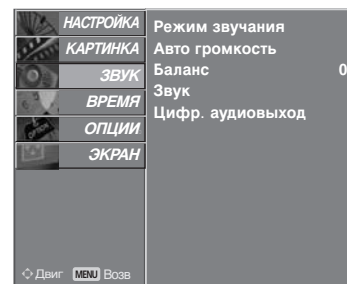 НАСТРОЙКА
КАРТИНКА
ЗВУК
ВРЕМЯ
ОПЦИИ
ЭКРАН
Режим звучания
Авто громкость
Баланс 0
Звук
Цифр. аудиовыход
Двиг MENU Возв